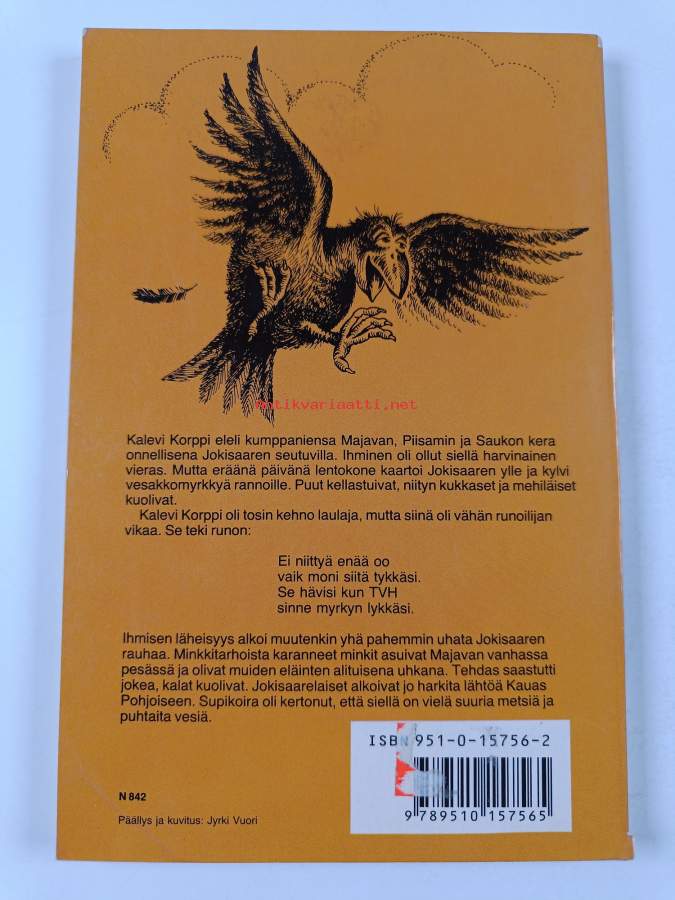 Antikvariaatti.net
Kalevi Korppi eleli kumppaniensa Majavan, Piisamin ja Saukon kera
onnellisena Jokisaaren seutuvilla. Ihminen oli ollut siellä harvinainen
vieras. Mutta eräänä päivänä lentokone kaartoi Jokisaaren ylle ja kylvi
vesakkomyrkkyä rannoille. Puut kellastuivat, niityn kukkaset ja mehiläiset
kuolivat.
Kalevi Korppi oli tosin kehno laulaja, mutta siinä oli vähän runoilijan
vikaa. Se teki runon:
Ei niittyä enää oo
vaik moni siitä tykkäsi.
Se hävisi kun TVH
sinne myrkyn lykkäsi.
Ihmisen läheisyys alkoi muutenkin yhä pahemmin uhata Jokisaaren
rauhaa. Minkkitarhoista karanneet minkit asuivat Majavan vanhassa
pesässä ja olivat muiden eläinten alituisena uhkana. Tehdas saastutti
jokea, kalat kuolivat. Jokisaarelaiset alkoivat jo harkita lähtöä Kauas
Pohjoiseen. Supikoira oli kertonut, että siellä on vielä suuria metsiä ja
puhtaita vesiä.
ISBN 951-0-15756-2
9 789510 157565
N 842
Päällys ja kuvitus: Jyrki Vuori